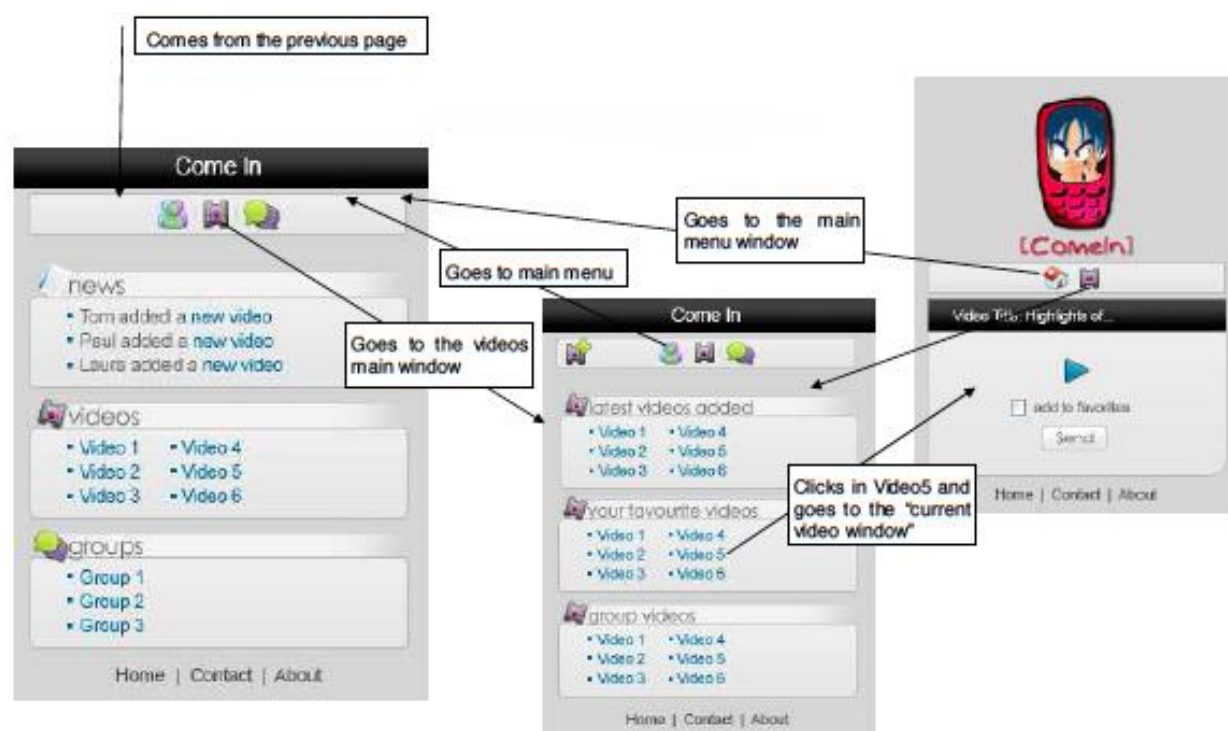 Comes from the previous page
Come In
news
• Tom added a new video
• Paul added a new video
• Laura added a new video
videos
• Video 1 • Video 4
• Video 2 • Video 5
• Video 3 • Video 6
groups
• Group 1
• Group 2
• Group 3
Home | Contact | About
Goes to main menu
Goes to the videos
main window
Come In
latest videos added
• Video 1 • Video 4
• Video 2 • Video 5
• Video 3 • Video 6
your favourite videos
• Video 1 • Video 4
• Video 2 • Video 5
• Video 3 • Video 6
group videos
• Video 1 • Video 4
• Video 2 • Video 5
• Video 3 • Video 6
Home | Contact | About
Goes to the main
menu window
Clicks in Video5 and
goes to the "current
video window"
[ComeIn]
Video Title: Highlights of...
add to favorites
Send
Home | Contact | About